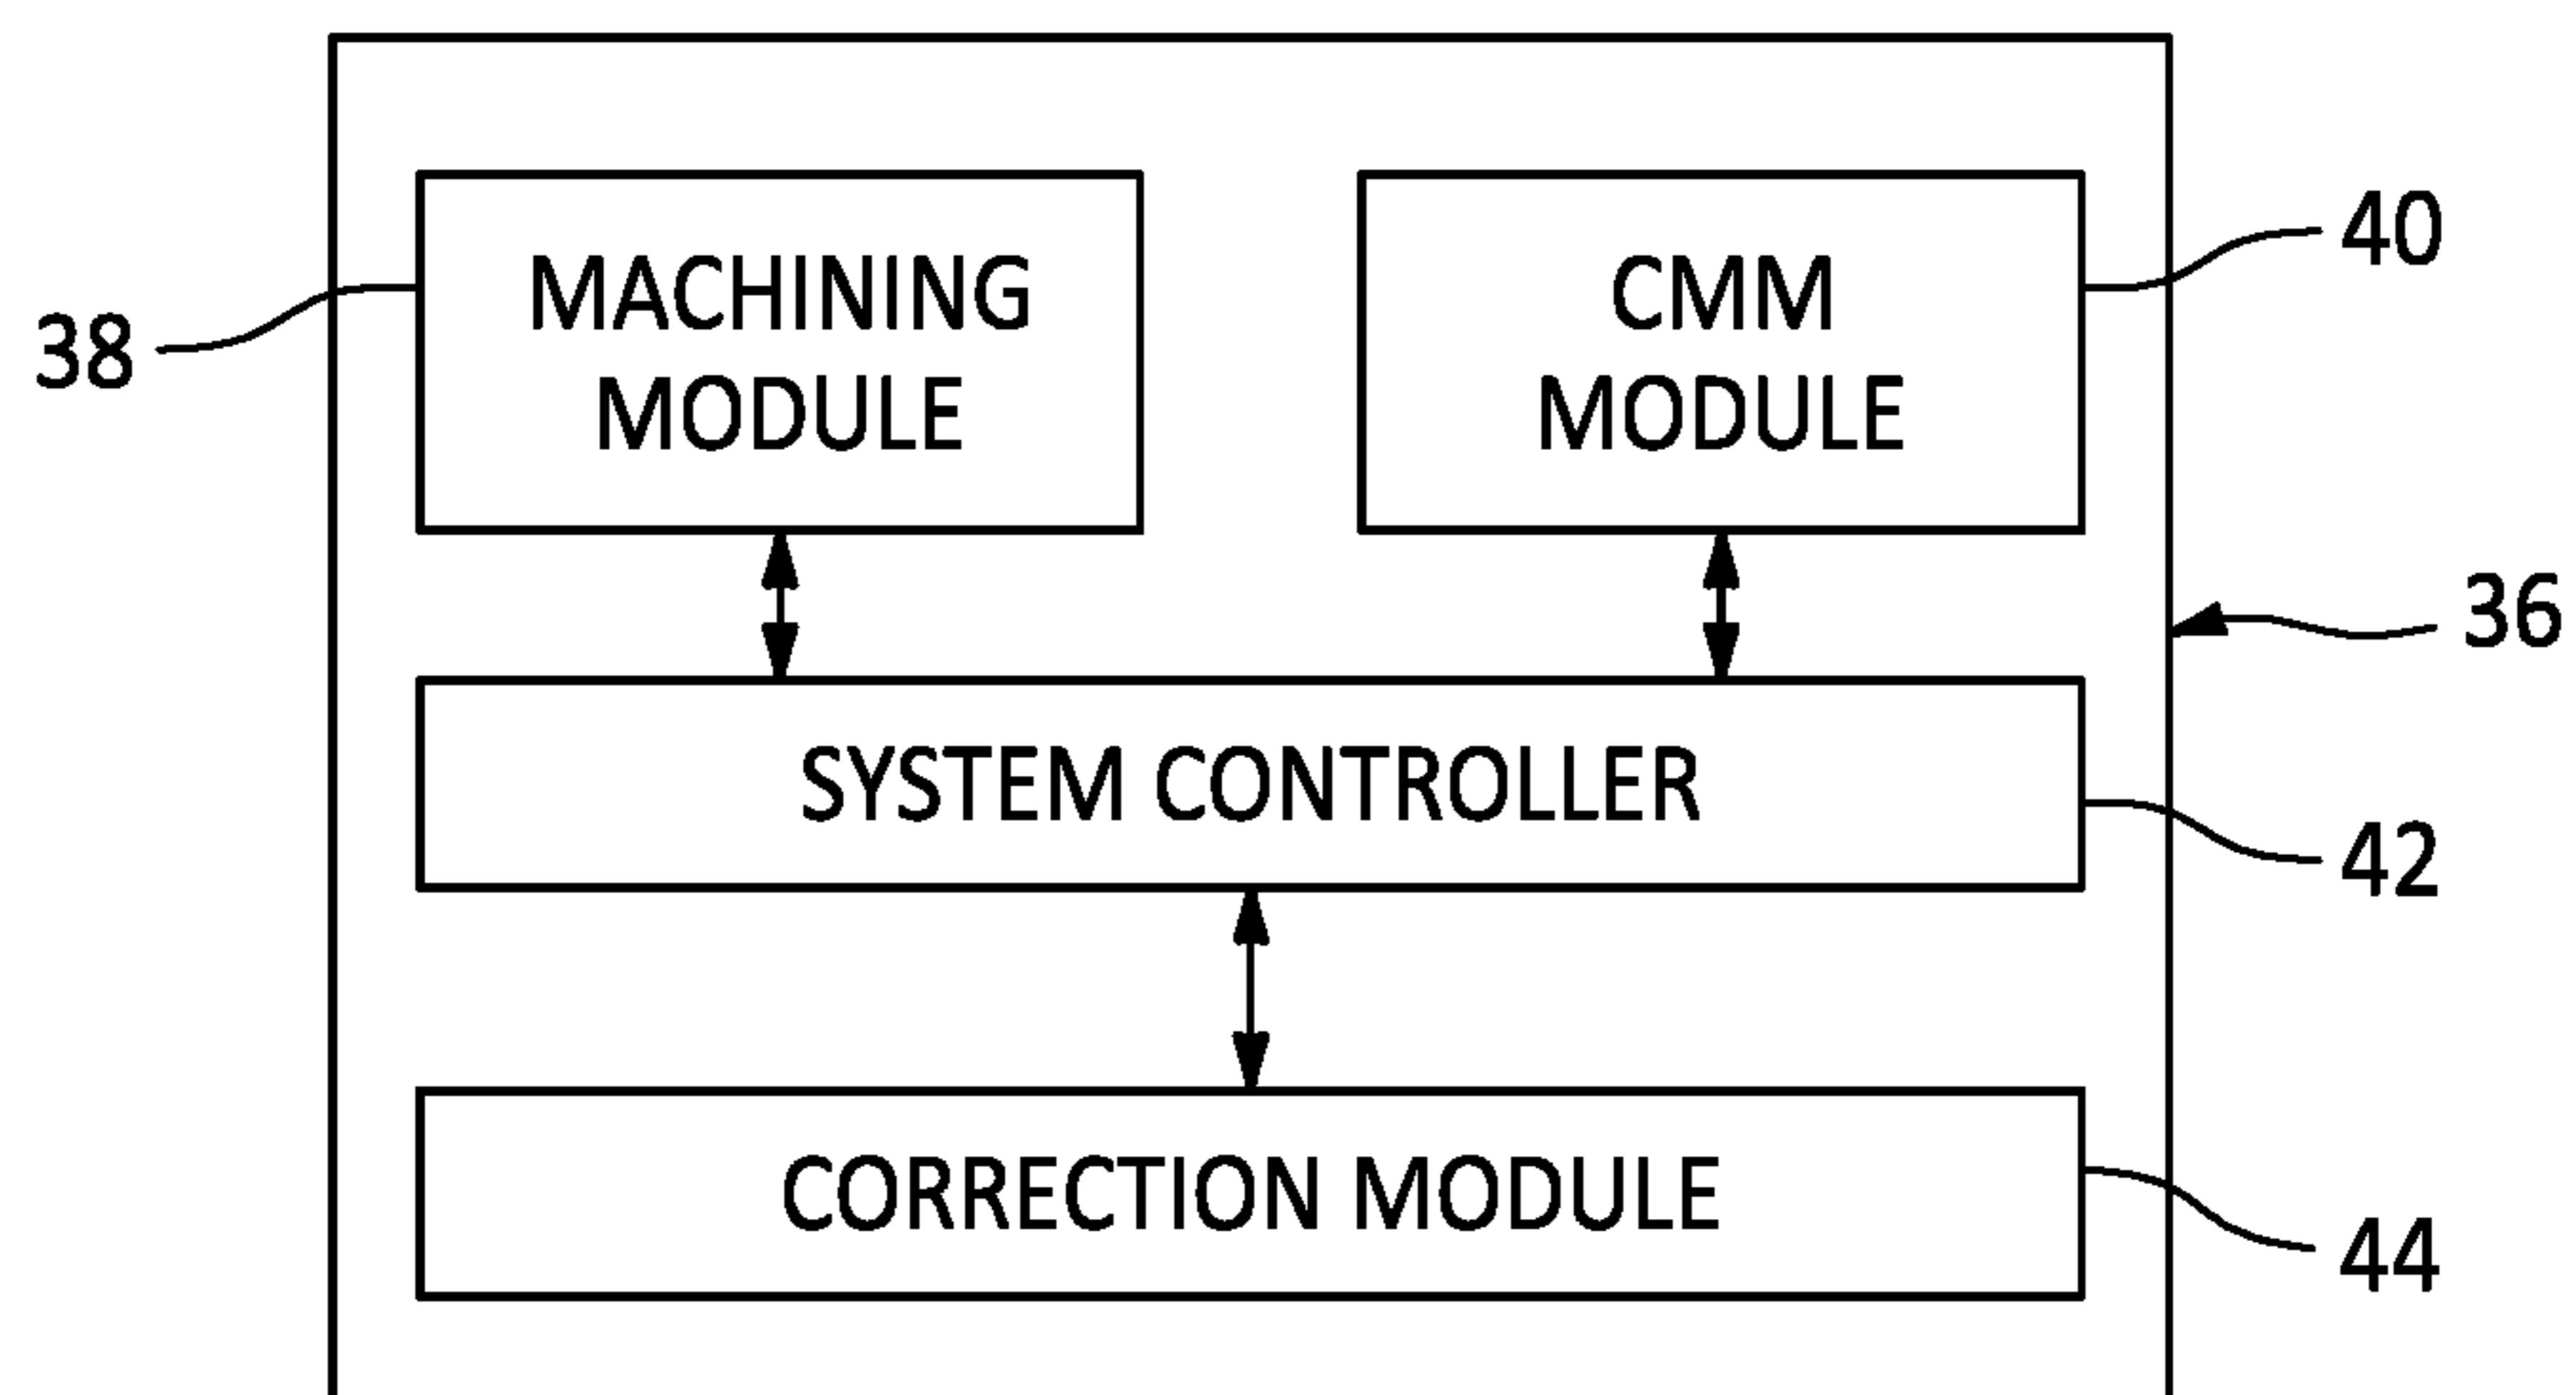 MACHINING
MODULE
CMM
MODULE
40
38
36
SYSTEM CONTROLLER
42
CORRECTION MODULE
44